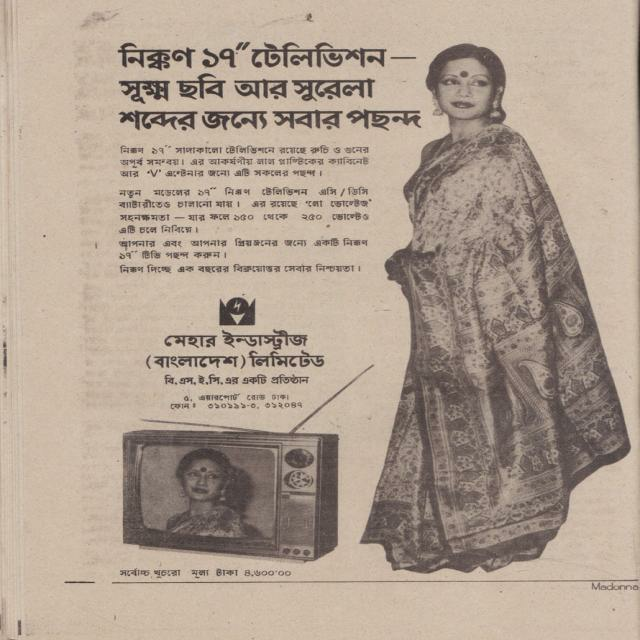 নিক্কণ ১৭″ টেলিভিশন —
সূক্ষ্ম ছবি আর সুরেলা
শব্দের জন্যে সবার পছন্দ
নিক্কণ ১৭″ সাদাকালো টেলিভিশনে রয়েছে রুচি ও গুনের
অপূর্ব সমন্বয়। এর আকর্ষণীয় লাল প্লাস্টিকের ক্যাবিনেট
আর ‘V’ এন্টেনার জন্যে এটি সকলের পছন্দ।
নতুন মডেলের ১৭″ নিক্কণ টেলিভিশন এসি/ডিসি
ব্যাটারীতেও চালানো যায়। এর রয়েছে ‘লো ভোল্টেজ’
সহনক্ষমতা — যার ফলে ১৫০ থেকে ২৫০ ভোল্টেও
এটি চলে নির্বিঘ্নে।
আপনার এবং আপনার প্রিয়জনের জন্যে একটি নিক্কণ
১৭″ টিভি পছন্দ করুন।
নিক্কণ দিচ্ছে এক বছরের বিক্রয়োত্তর সেবার নিশ্চয়তা।
মেহার ইন্ডাস্ট্রীজ
(বাংলাদেশ) লিমিটেড
বি.এস.ই.সি.এর একটি প্রতিষ্ঠান
৫, এয়ারপোর্ট রোড ঢাকা
ফোন: ৩১০১১১-৩, ৩১২০৪৭
সর্বোচ্চ খুচরো মূল্য টাকা ৪,৬০০·০০
Madonna